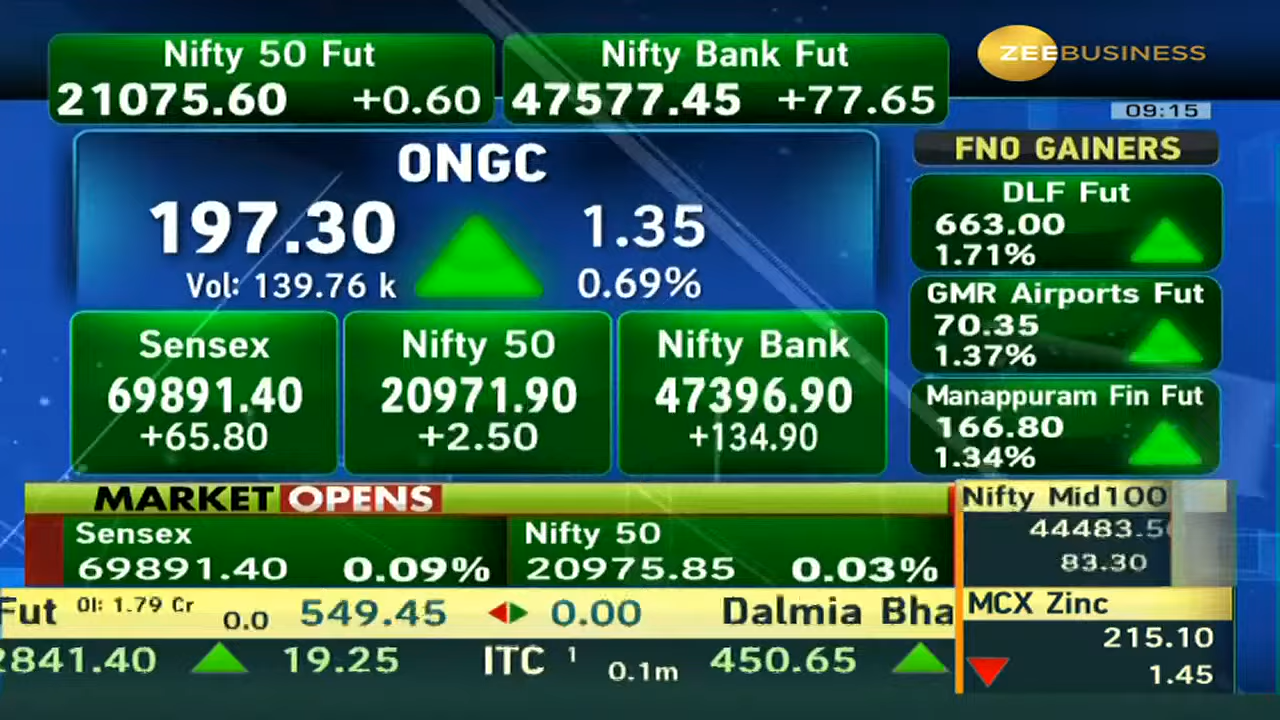 Nifty 50 Fut
21075.60 +0.60
Nifty Bank Fut
47577.45 +77.65
ZEEBUSINESS
09:15
ONGC
197.30 1.35
Vol: 139.76 k 0.69%
FNO GAINERS
DLF Fut
663.00
1.71%
GMR Airports Fut
70.35
1.37%
Manappuram Fin Fut
166.80
1.34%
Sensex
69891.40
+65.80
Nifty 50
20971.90
+2.50
Nifty Bank
47396.90
+134.90
MARKET OPENS
Sensex
69891.40 0.09%
Nifty 50
20975.85 0.03%
Nifty Mid100
44483.50
83.30
Fut OI: 1.79 Cr 0.0 549.45 0.00 Dalmia Bha
2841.40 19.25 ITC 1 0.1m 450.65
MCX Zinc
215.10
1.45